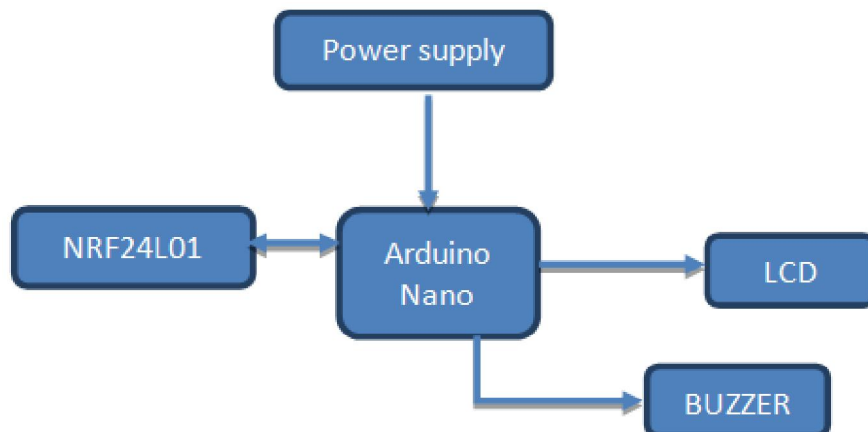 Power supply
NRF24L01
Arduino
Nano
LCD
BUZZER